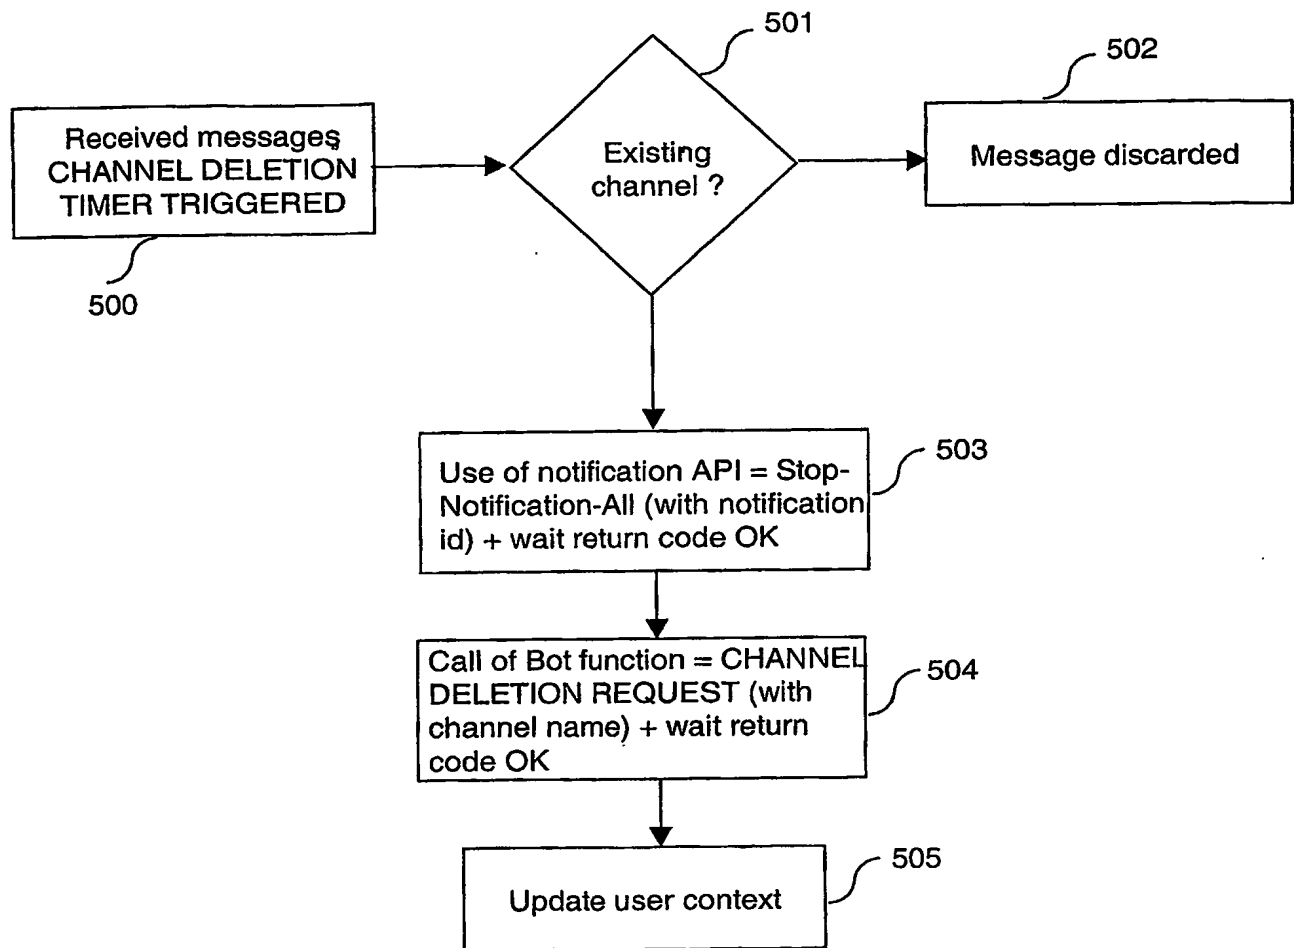 501
502
Received messages
CHANNEL DELETION
TIMER TRIGGERED
Existing
channel ?
Message discarded
500
503
Use of notification API = Stop-
Notification-All (with notification
id) + wait return code OK
504
Call of Bot function = CHANNEL
DELETION REQUEST (with
channel name) + wait return
code OK
505
Update user context